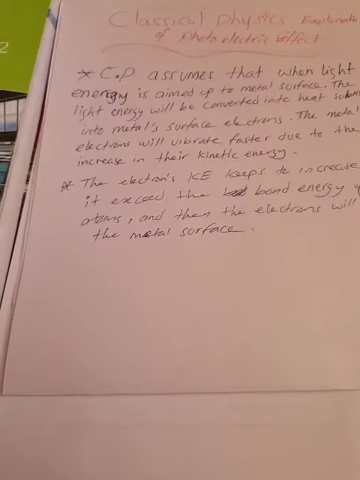 Classical Physics Explanation
of photoelectric Effect
* C.P assumes that when light
energy is aimed up to metal surface. The
light energy will be converted into heat
into metal's surface electrons. The metal
electrons will vibrate faster due to the
increase in their kinetic energy.
* The electron's KE keeps to increase
it exceed the bond energy
atoms, and then the electrons will
the metal surface.
2